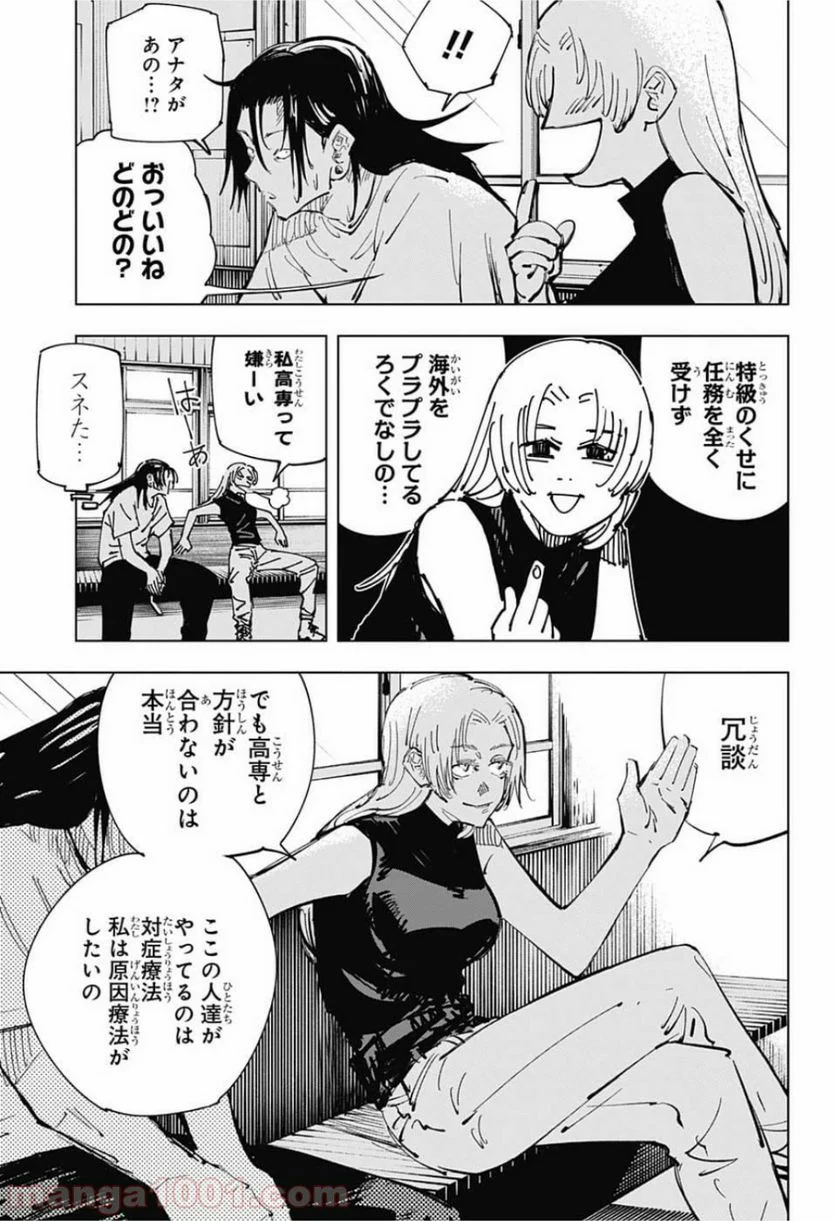 !!
アナタが
あの…!?
おっいいね
どのどの?
特級のくせに
任務を全く
受けず
海外を
プラプラしてる
ろくでなしの…
私高専って
嫌ーい
はーあ
スネた…
冗談
でも高専と
方針が
合わないのは
本当
ここの人達が
やってるのは
対症療法
私は原因療法が
したいの
manga1001.com